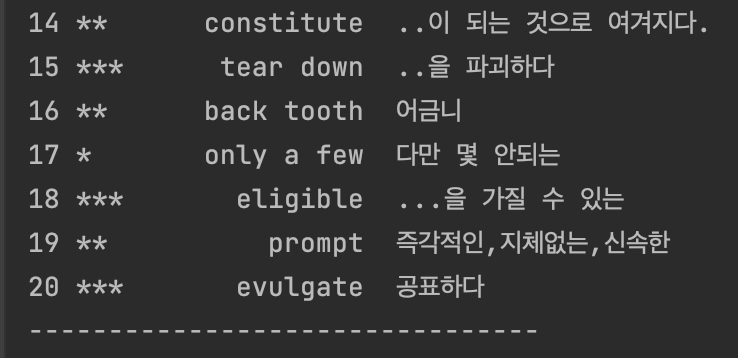 14 ** constitute ..이 되는 것으로 여겨지다.
15 *** tear down ..을 파괴하다
16 ** back tooth 어금니
17 * only a few 다만 몇 안되는
18 *** eligible ...을 가질 수 있는
19 ** prompt 즉각적인,지체없는,신속한
20 *** evulgate 공표하다
--------------------------------